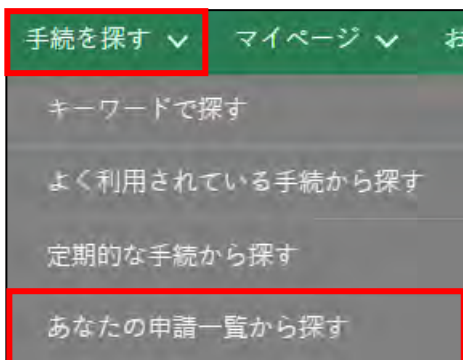 手続を探す マイページ お
キーワードで探す
よく利用されている手続から探す
定期的な手続から探す
あなたの申請一覧から探す